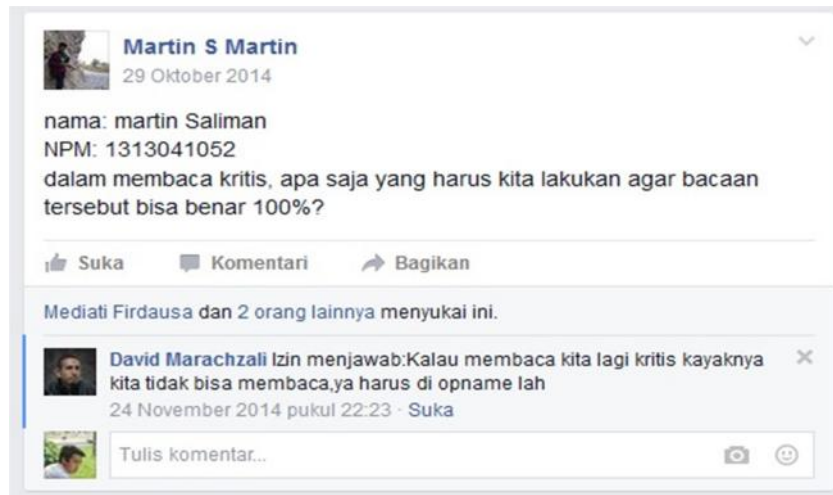 Martin S Martin
29 Oktober 2014
nama: martin Saliman
NPM: 1313041052
dalam membaca kritis, apa saja yang harus kita lakukan agar bacaan
tersebut bisa benar 100%?
Suka Komentari Bagikan
Mediati Firdausa dan 2 orang lainnya menyukai ini.
David Marachzali Izin menjawab:Kalau membaca kita lagi kritis kayaknya
kita tidak bisa membaca,ya harus di opname lah
24 November 2014 pukul 22:23 · Suka
Tulis komentar...